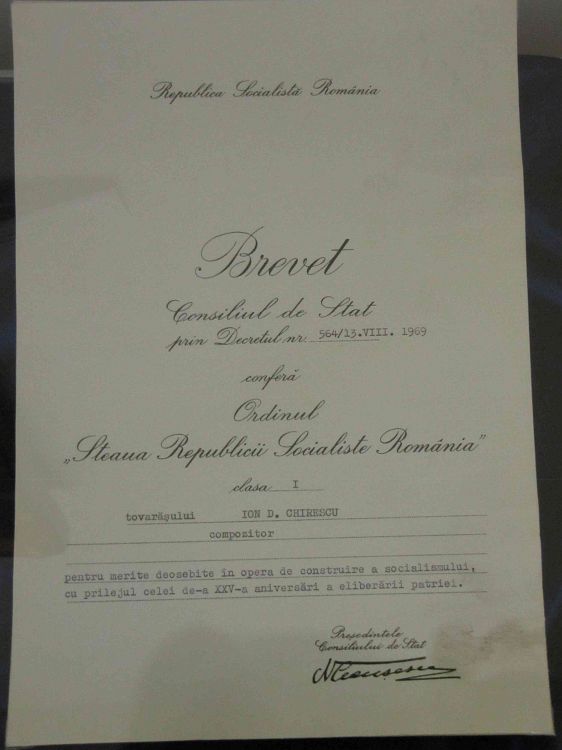 Republica Socialistă România
Brevet
Consiliul de Stat
prin Decretul nr. 564/13.VIII. 1969
conferă
Ordinul
„Steaua Republicii Socialiste România”
clasa I
tovarăşului ION D. CHIRESCU
compozitor
pentru merite deosebite în opera de construire a socialismului,
cu prilejul celei de-a XXV-a aniversări a eliberării patriei.
Preşedintele
Consiliului de Stat
NCeauşescu